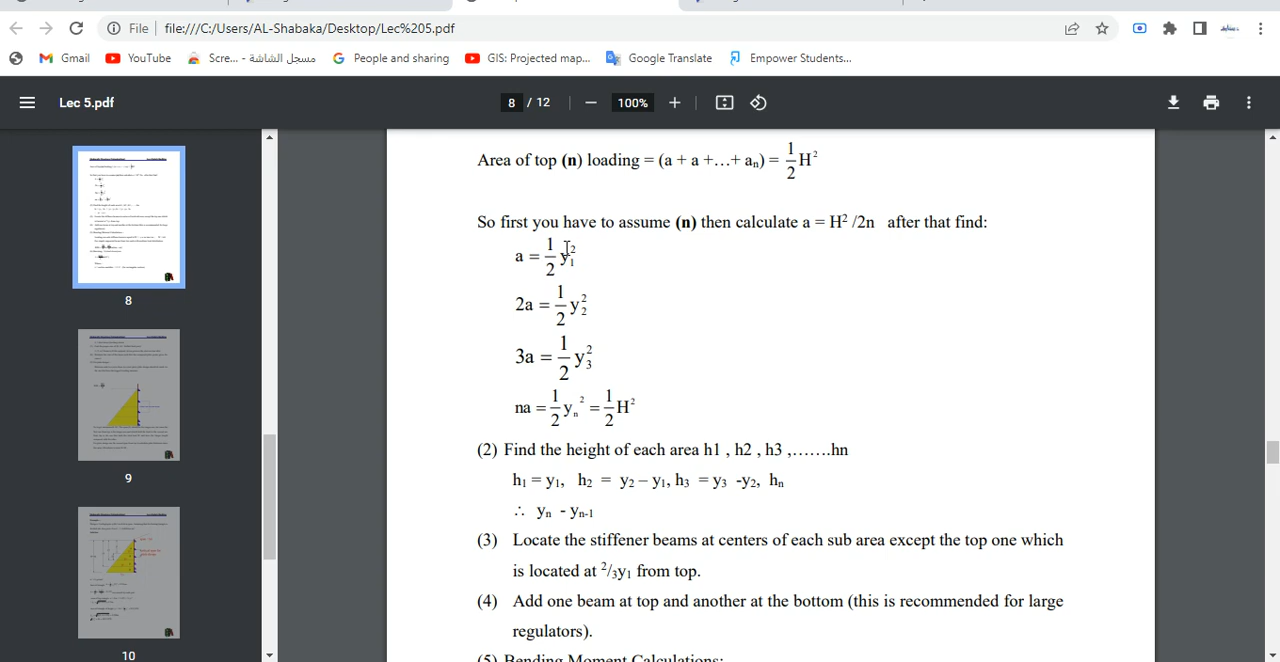 File | file:///C:/Users/AL-Shabaka/Desktop/Lec%205.pdf
Gmail YouTube Scre... - مسجل الشاشة People and sharing GIS: Projected map... Google Translate Empower Students...
Lec 5.pdf 8 / 12 100%
Area of top (n) loading = (a + a +…+ aₙ) = 1/2 H²
So first you have to assume (n) then calculate a = H² /2n after that find:
a = 1/2 y₁²
2a = 1/2 y₂²
3a = 1/2 y₃²
na = 1/2 yₙ² = 1/2 H²
(2) Find the height of each area h1 , h2 , h3 ,…….hn
h₁ = y₁, h₂ = y₂ – y₁, h₃ = y₃ -y₂, hₙ
∴ yₙ - yₙ₋₁
(3) Locate the stiffener beams at centers of each sub area except the top one which
is located at ²/₃y₁ from top.
(4) Add one beam at top and another at the bottom (this is recommended for large
regulators).
(5) Bending Moment Calculations:
8
9
10